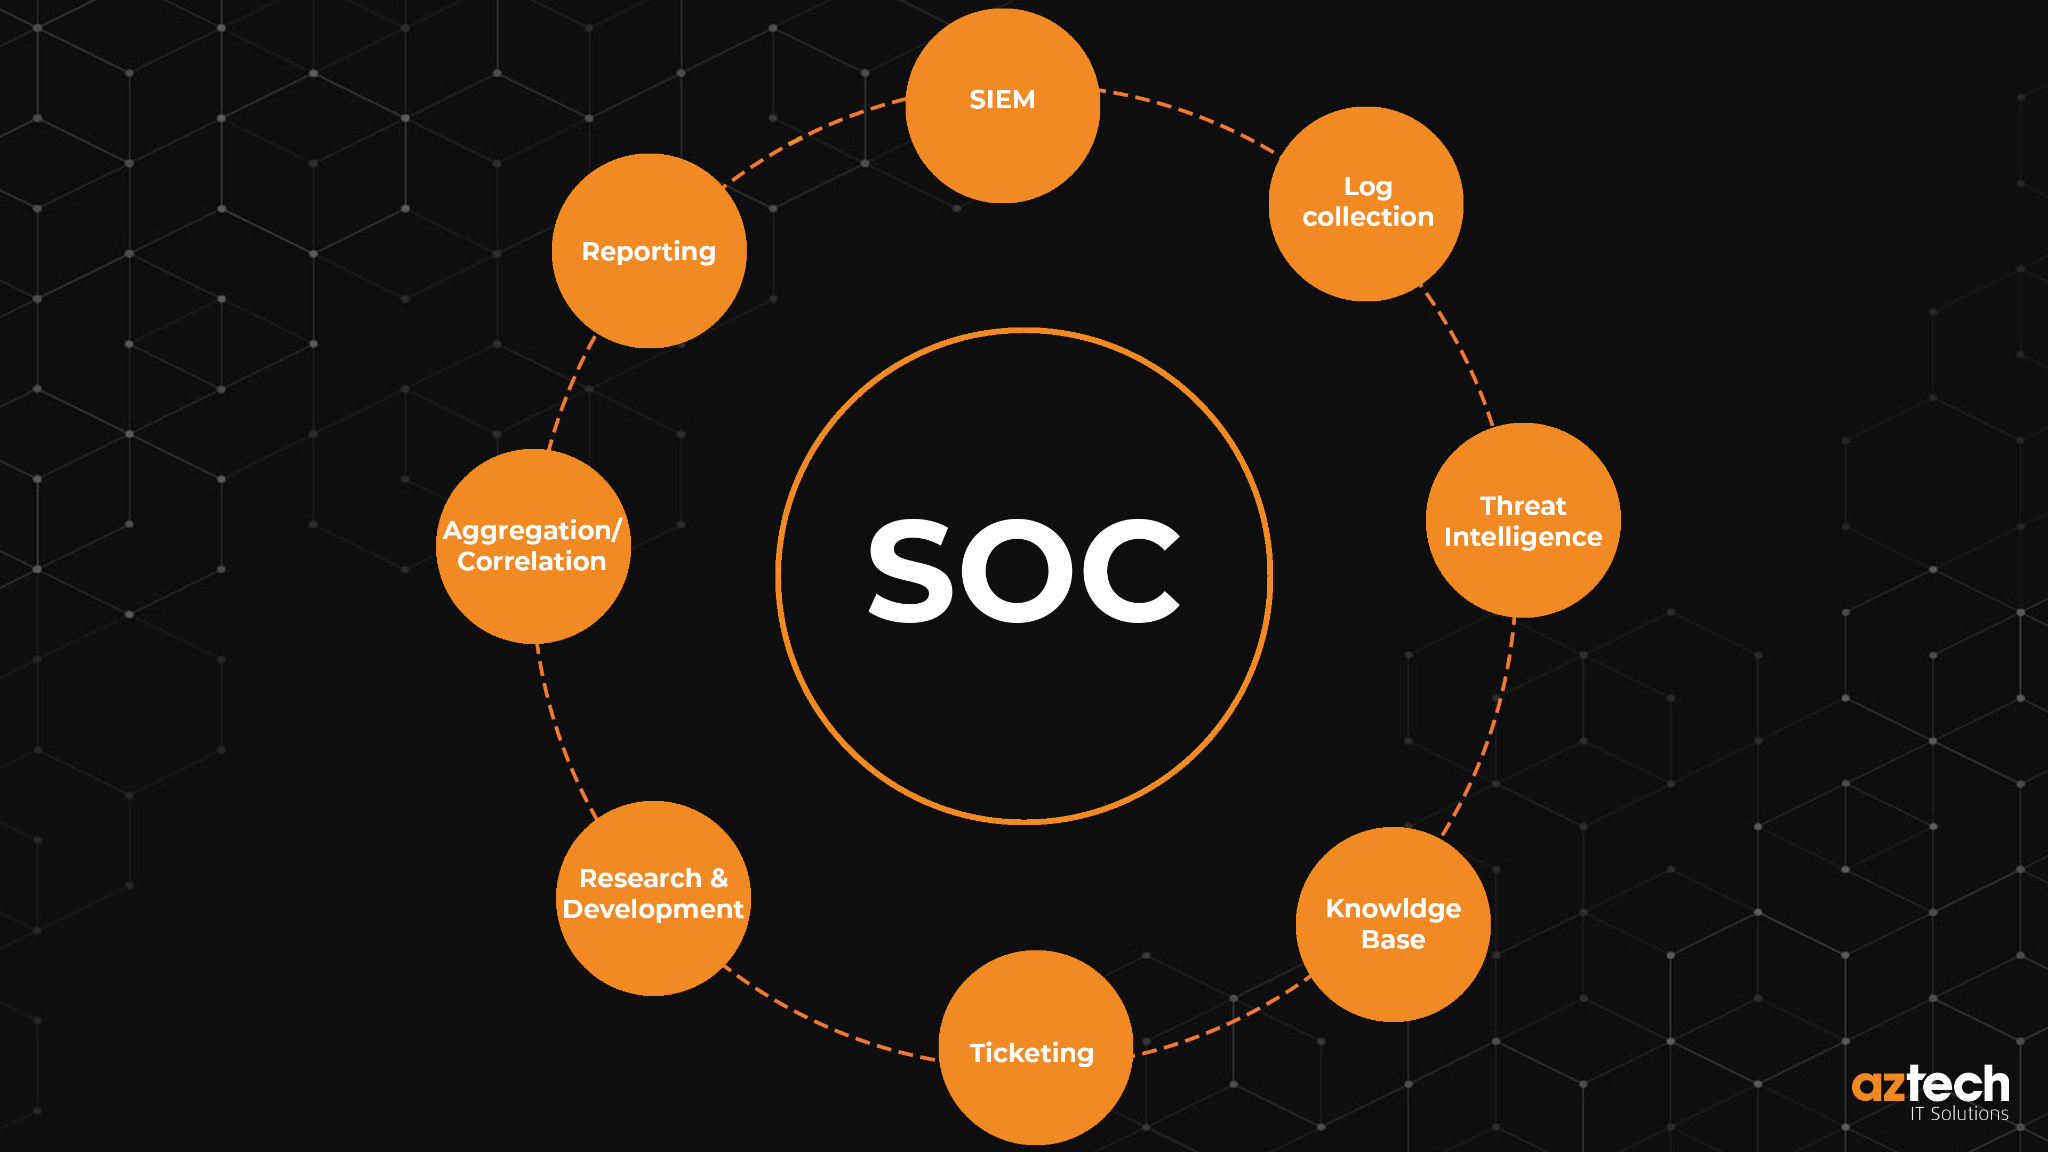 SIEM
Log
collection
Reporting
Threat
Intelligence
Aggregation/
Correlation
SOC
Research &
Development
Knowldge
Base
Ticketing
aztech
IT Solutions